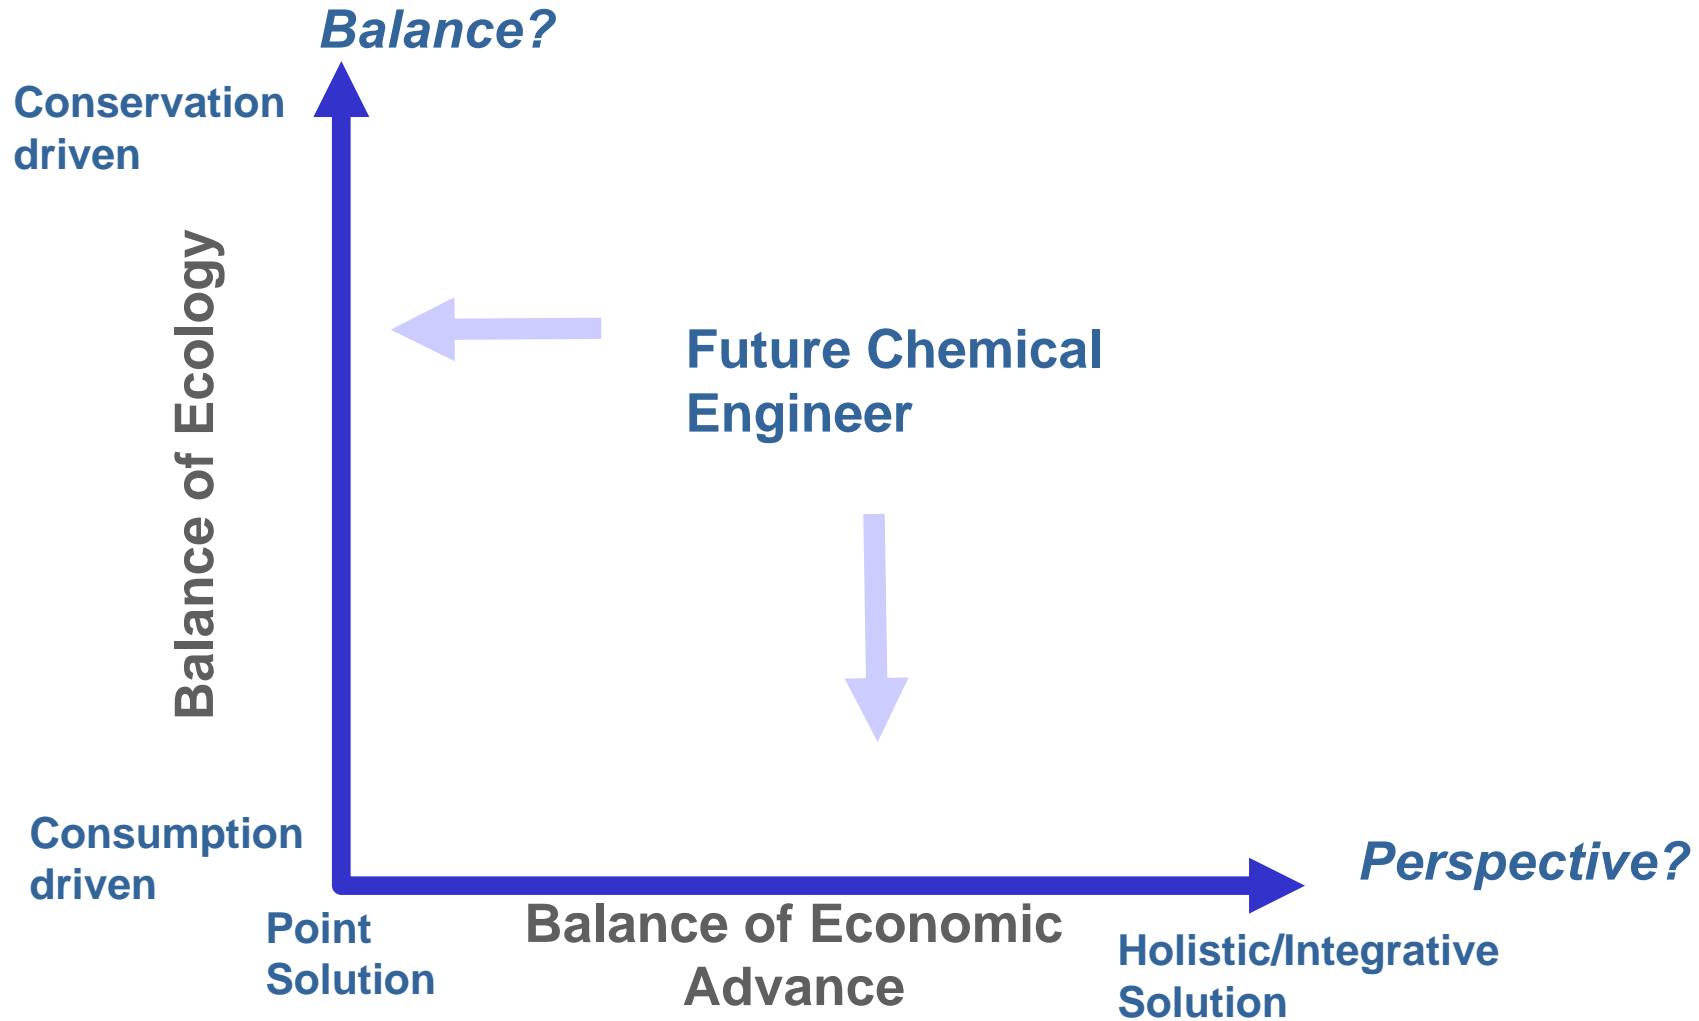 Balance?
Conservation
driven
Balance of Ecology
Future Chemical
Engineer
Consumption
driven
Perspective?
Point
Solution
Balance of Economic
Advance
Holistic/Integrative
Solution